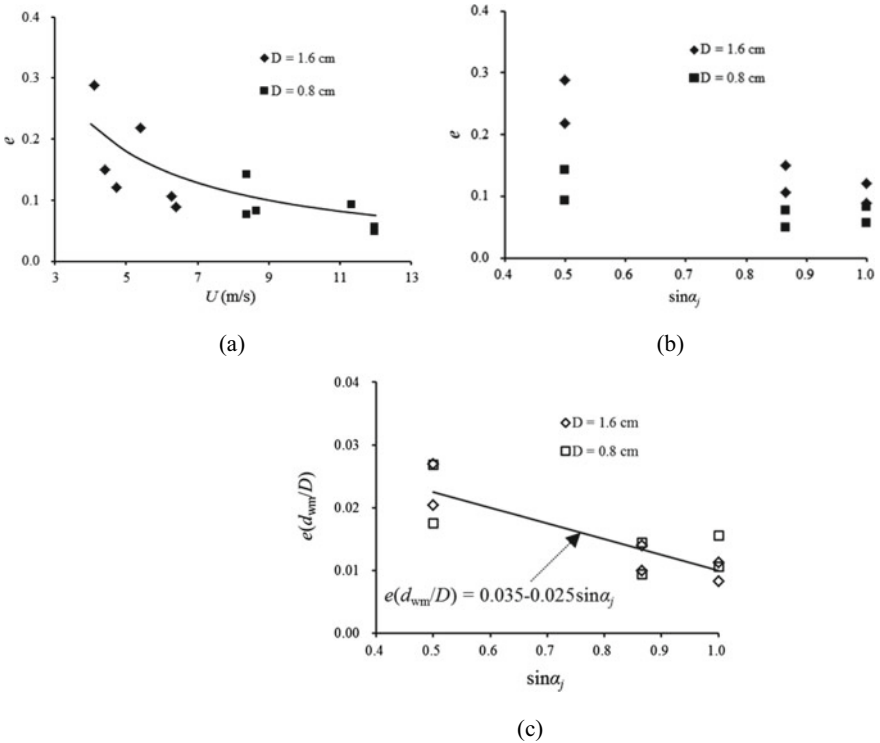 0.4
0.3
0.2
0.1
0.0
e
D = 1.6 cm
D = 0.8 cm
3 5 7 9 11 13
U (m/s)
(a)
0.4
0.3
0.2
0.1
0.0
e
D = 1.6 cm
D = 0.8 cm
0.4 0.5 0.6 0.7 0.8 0.9 1.0
sinαj
(b)
0.04
0.03
0.02
0.01
0.00
e(dwm/D)
D = 1.6 cm
D = 0.8 cm
e(dwm/D) = 0.035-0.025sinαj
0.4 0.5 0.6 0.7 0.8 0.9 1.0
sinαj
(c)